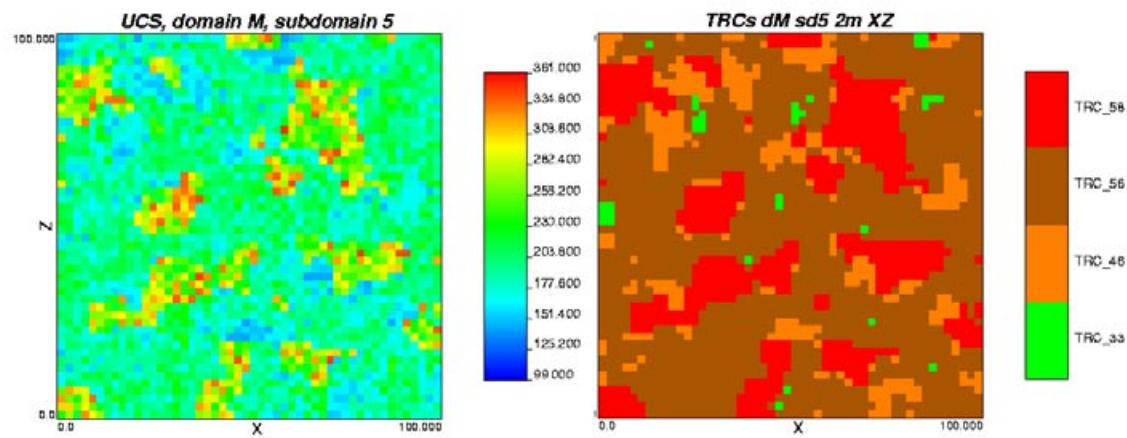 UCS, domain M, subdomain 5
100.000
Z
0.0
0.0
X
100.000
361.000
334.800
308.600
282.400
256.200
230.000
203.800
177.600
151.400
125.200
99.000
TRCs dM sd5 2m XZ
0.0
X
100.000
TRC_58
TRC_56
TRC_46
TRC_33